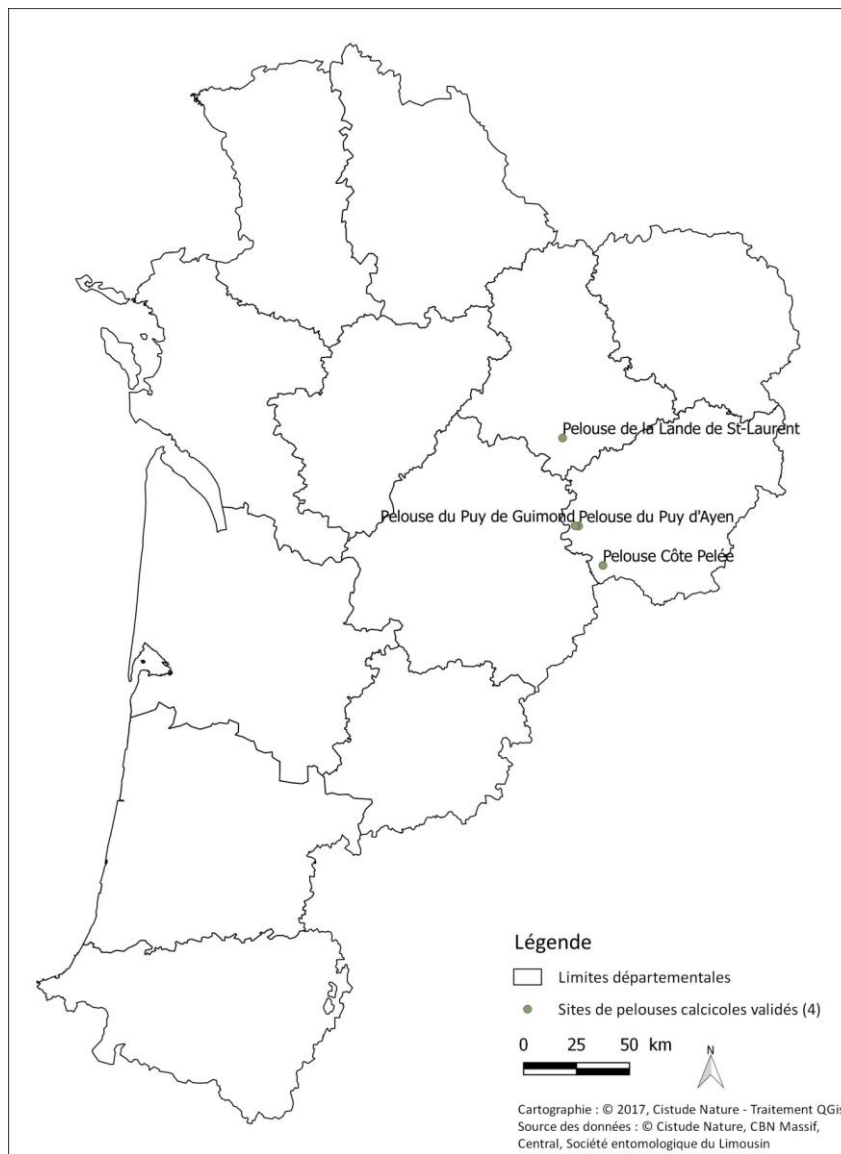 Pelouse de la Lande de St-Laurent
Pelouse du Puy de Guimond Pelouse du Puy d'Ayen
Pelouse Côte Pelée
Légende
Limites départementales
Sites de pelouses calcicoles validés (4)
0 25 50 km
N
Cartographie : © 2017, Cistude Nature - Traitement QGis
Source des données : © Cistude Nature, CBN Massif,
Central, Société entomologique du Limousin